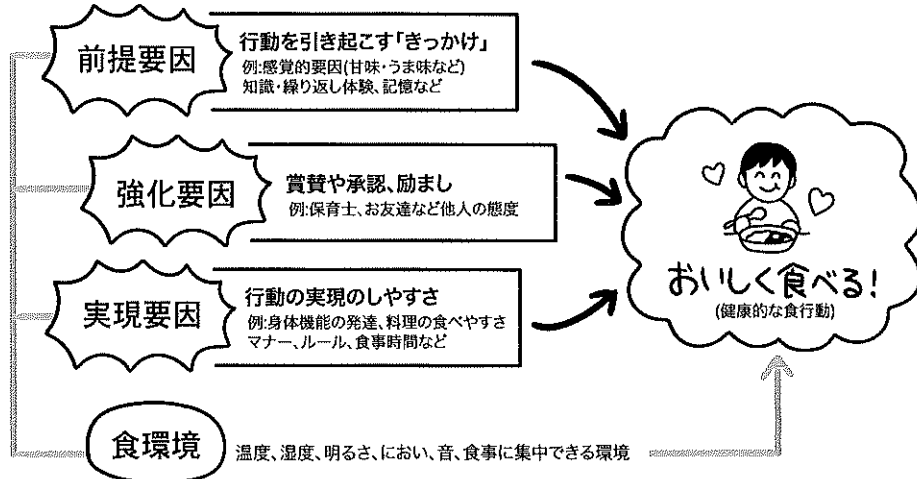 前提要因
行動を引き起こす「きっかけ」
例:感覚的要因(甘味・うま味など)
知識・繰り返し体験、記憶など
強化要因
賞賛や承認、励まし
例:保育士、お友達など他人の態度
実現要因
行動の実現のしやすさ
例:身体機能の発達、料理の食べやすさ
マナー、ルール、食事時間など
おいしく食べる!
(健康的な食行動)
食環境
温度、湿度、明るさ、におい、音、食事に集中できる環境